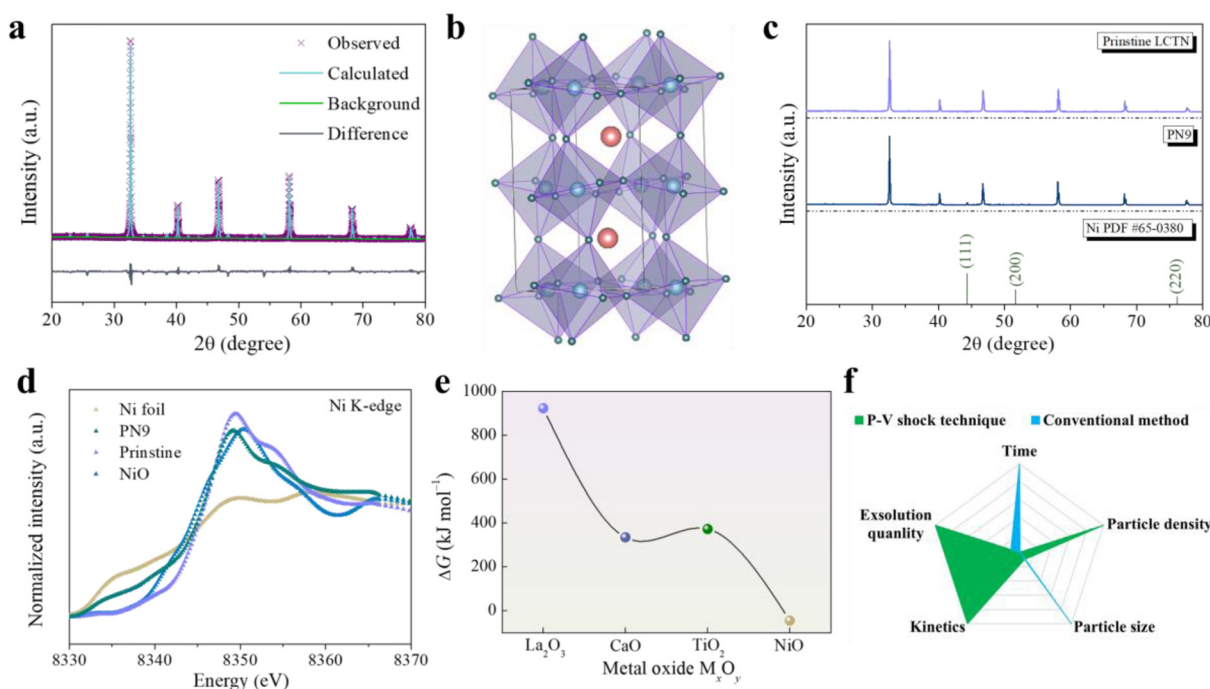 a
Intensity (a.u.)
Observed
Calculated
Background
Difference
20 30 40 50 60 70 80
2θ (degree)
b
c
Intensity (a.u.)
Prinstine LCTN
PN9
Ni PDF #65-0380
(111)
(200)
(220)
20 30 40 50 60 70 80
2θ (degree)
d
Normalized intensity (a.u.)
Ni foil
PN9
Prinstine
NiO
Ni K-edge
8330 8340 8350 8360 8370
Energy (eV)
e
ΔG (kJ mol⁻¹)
1000
800
600
400
200
0
La₂O₃ CaO TiO₂ NiO
Metal oxide MₓOᵧ
f
P-V shock technique
Conventional method
Time
Exsolution
quanlity
Particle density
Kinetics
Particle size